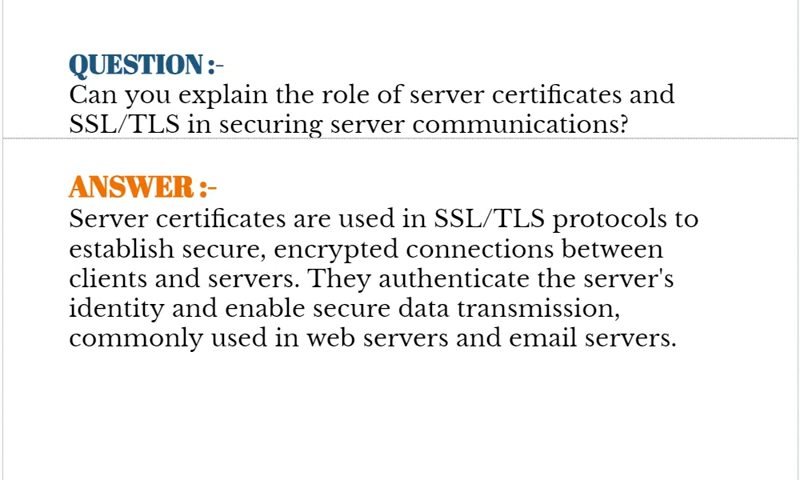 QUESTION :-
Can you explain the role of server certificates and
SSL/TLS in securing server communications?
ANSWER :-
Server certificates are used in SSL/TLS protocols to
establish secure, encrypted connections between
clients and servers. They authenticate the server's
identity and enable secure data transmission,
commonly used in web servers and email servers.